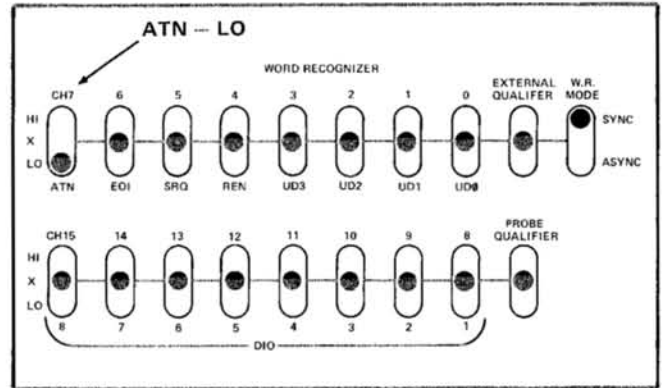 ATN – LO
WORD RECOGNIZER
EXTERNAL QUALIFER
W.R. MODE
CH7 6 5 4 3 2 1 0
HI
X
LO
SYNC
ASYNC
ATN EOI SRQ REN UD3 UD2 UD1 UDØ
PROBE QUALIFIER
CH15 14 13 12 11 10 9 8
HI
X
LO
8 7 6 5 4 3 2 1
DIO